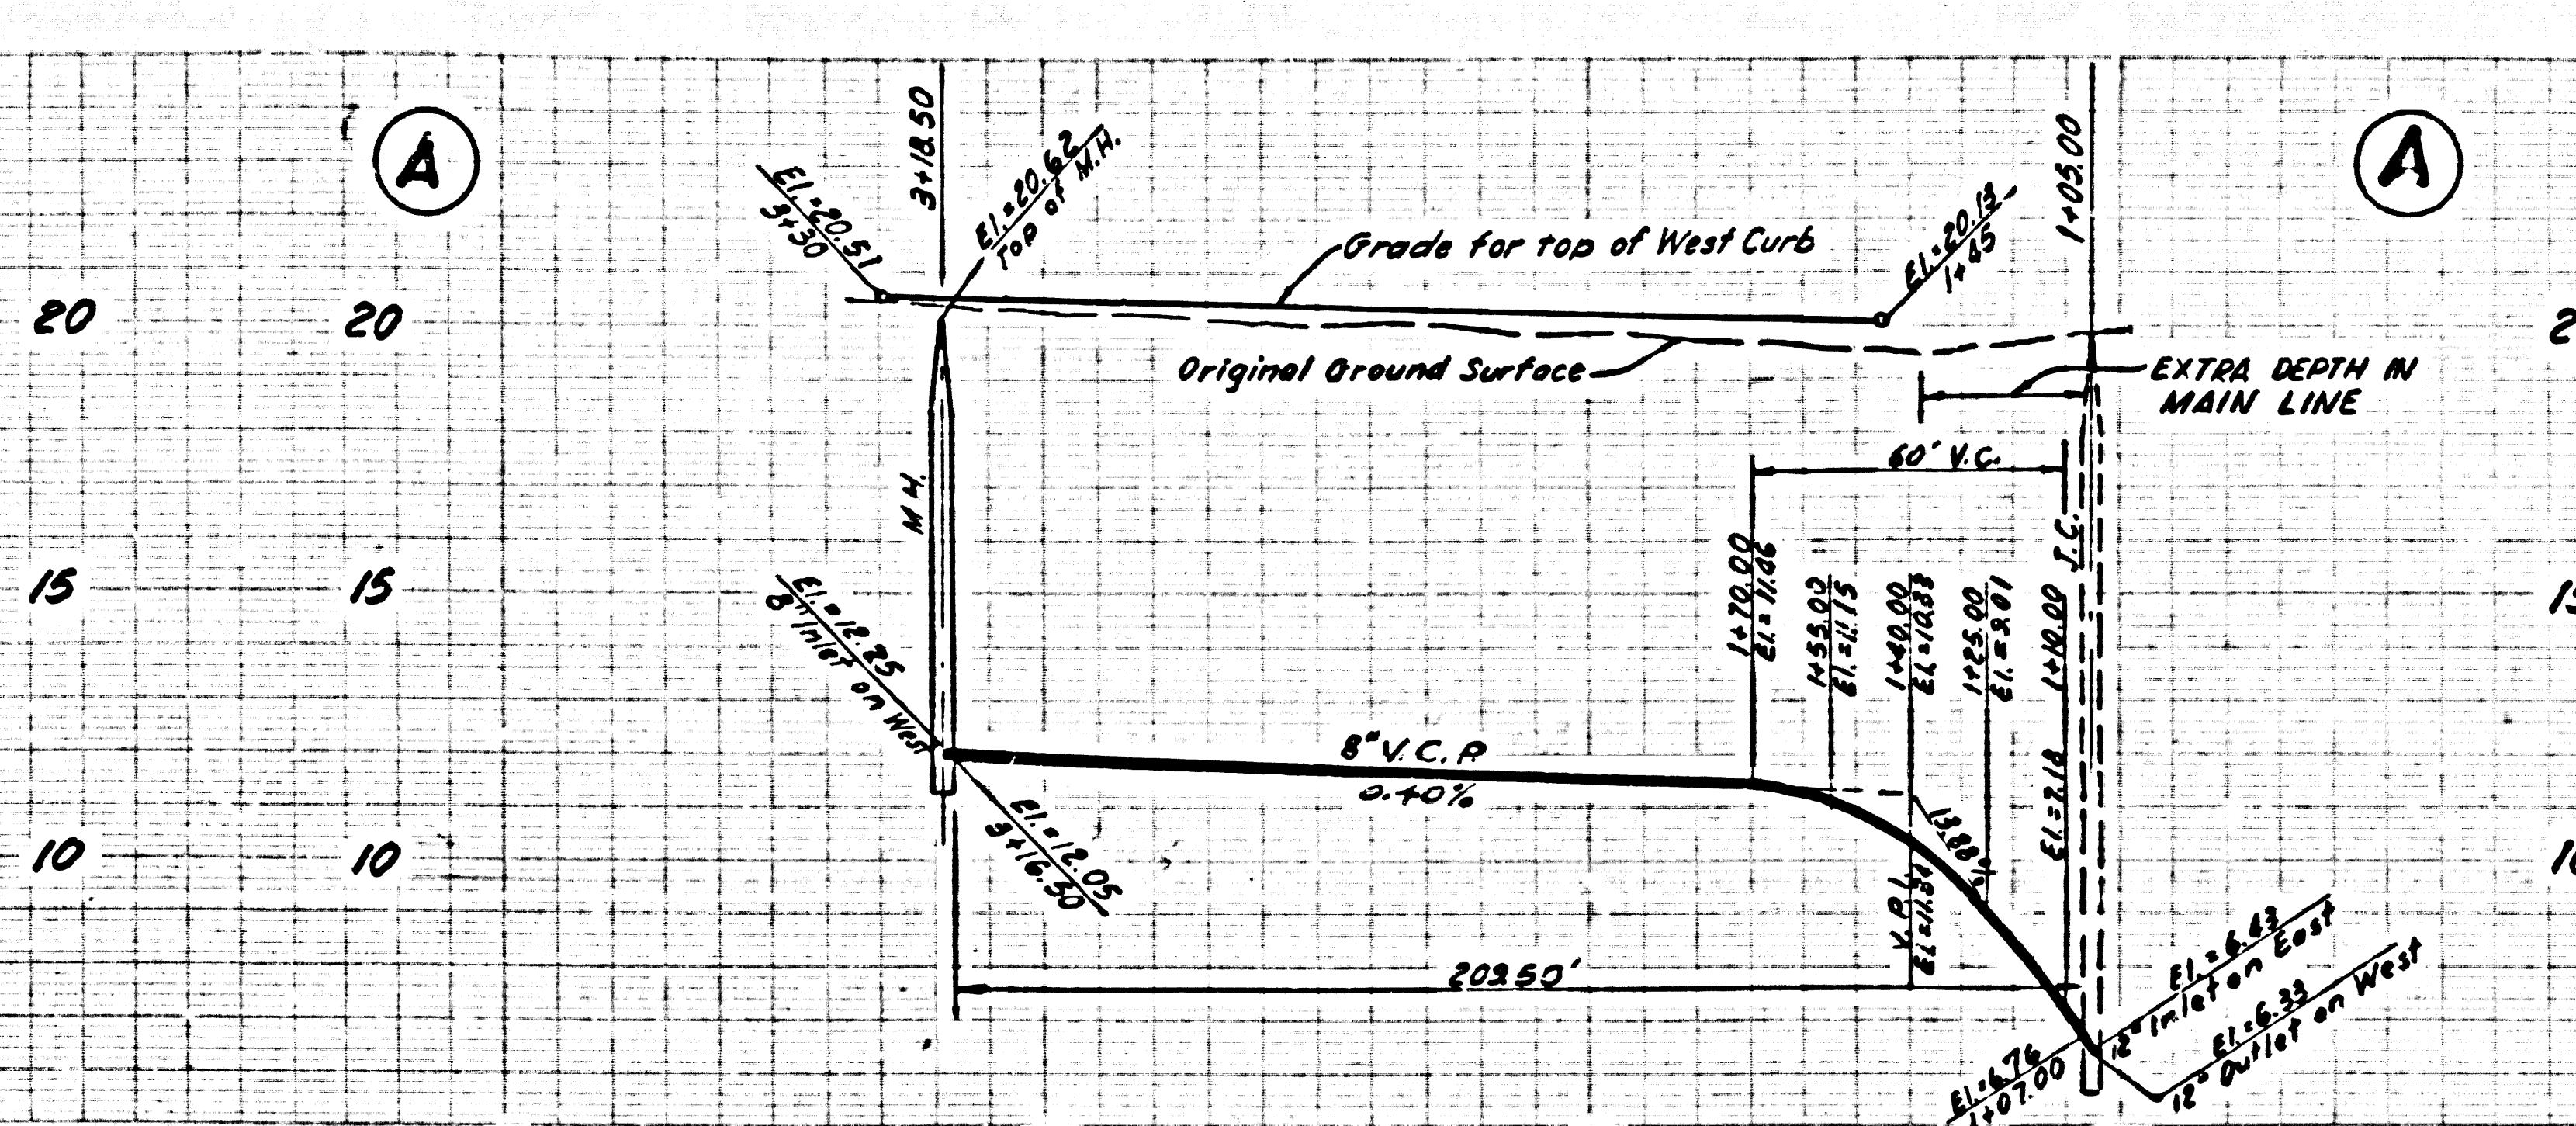 A
A
3+18.50
El.=20.62
Top of M.H.
El.=20.51
3+30
Grade for top of West Curb
El.=20.13
1+45
1+05.00
20
20
Original Ground Surface
EXTRA DEPTH IN
MAIN LINE
60' V.C.
M.H.
J.C.
15
15
El.=12.25
8" Inlet on West
1+70.00
El.=11.46
1+55.00
El.=11.15
1+40.00
El.=10.33
1+25.00
El.=9.01
1+10.00
El.=7.18
8" V.C.P.
0.40%
13.88%
10
10
El.=12.05
3+16.50
V.P.I.
El.=11.34
209.50'
El.=6.43
12" Inlet on East
El.=6.33
12" Outlet on West
El.=6.76
1+07.00